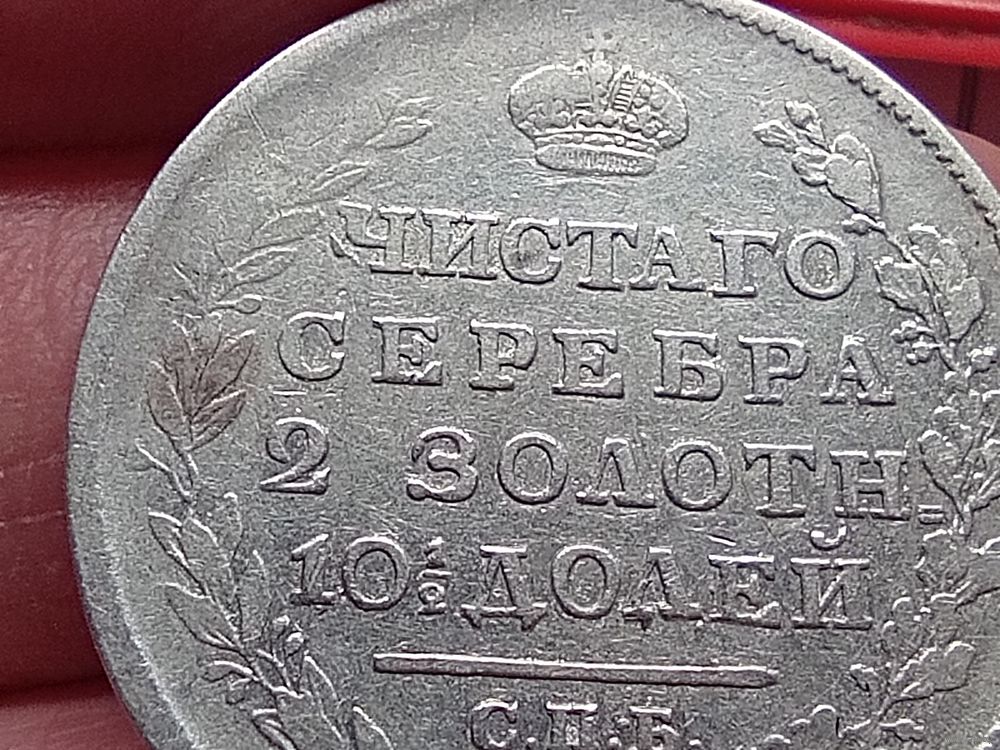 ЧИСТАГО
СЕРЕБРА
2 ЗОЛОТН.
10½ ДОЛЕЙ
С.П.Б.